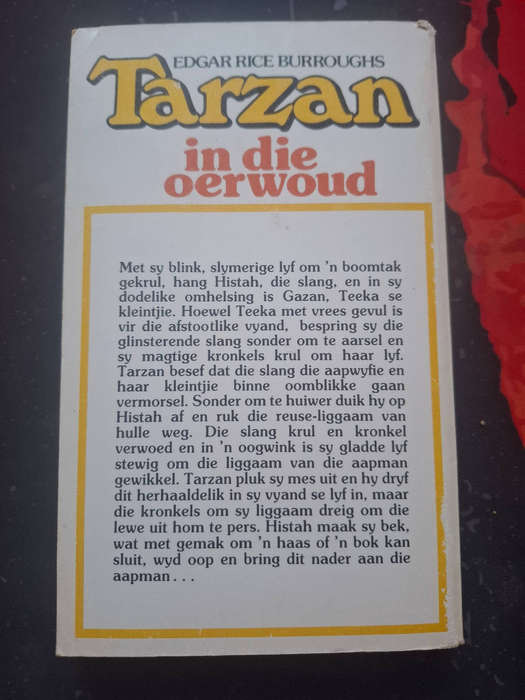 EDGAR RICE BURROUGHS
Tarzan
in die
oerwoud
Met sy blink, slymerige lyf om 'n boomtak
gekrul, hang Histah, die slang, en in sy
dodelike omhelsing is Gazan, Teeka se
kleintjie. Hoewel Teeka met vrees gevul is
vir die afstootlike vyand, bespring sy die
glinsterende slang sonder om te aarsel en
sy magtige kronkels krul om haar lyf.
Tarzan besef dat die slang die aapwyfie en
haar kleintjie binne oomblikke gaan
vermorsel. Sonder om te huiwer duik hy op
Histah af en ruk die reuse-liggaam van
hulle weg. Die slang krul en kronkel
verwoed en in 'n oogwink is sy gladde lyf
stewig om die liggaam van die aapman
gewikkel. Tarzan pluk sy mes uit en hy dryf
dit herhaaldelik in sy vyand se lyf in, maar
die kronkels om sy liggaam dreig om die
lewe uit hom te pers. Histah maak sy bek,
wat met gemak om 'n haas of 'n bok kan
sluit, wyd oop en bring dit nader aan die
aapman . . .